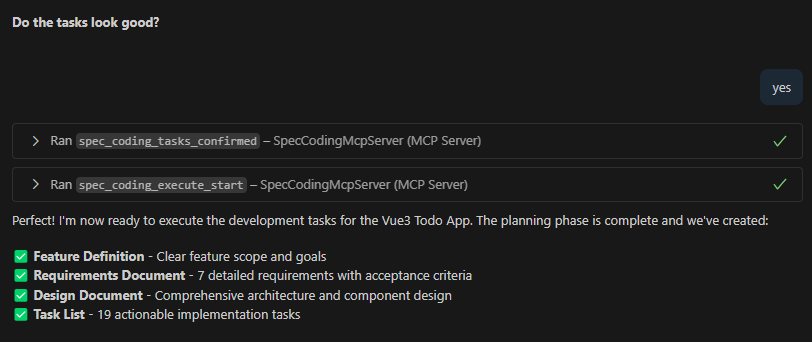 Do the tasks look good?
yes
Ran spec_coding_tasks_confirmed – SpecCodingMcpServer (MCP Server)
Ran spec_coding_execute_start – SpecCodingMcpServer (MCP Server)
Perfect! I'm now ready to execute the development tasks for the Vue3 Todo App. The planning phase is complete and we've created:
✅ Feature Definition - Clear feature scope and goals
✅ Requirements Document - 7 detailed requirements with acceptance criteria
✅ Design Document - Comprehensive architecture and component design
✅ Task List - 19 actionable implementation tasks